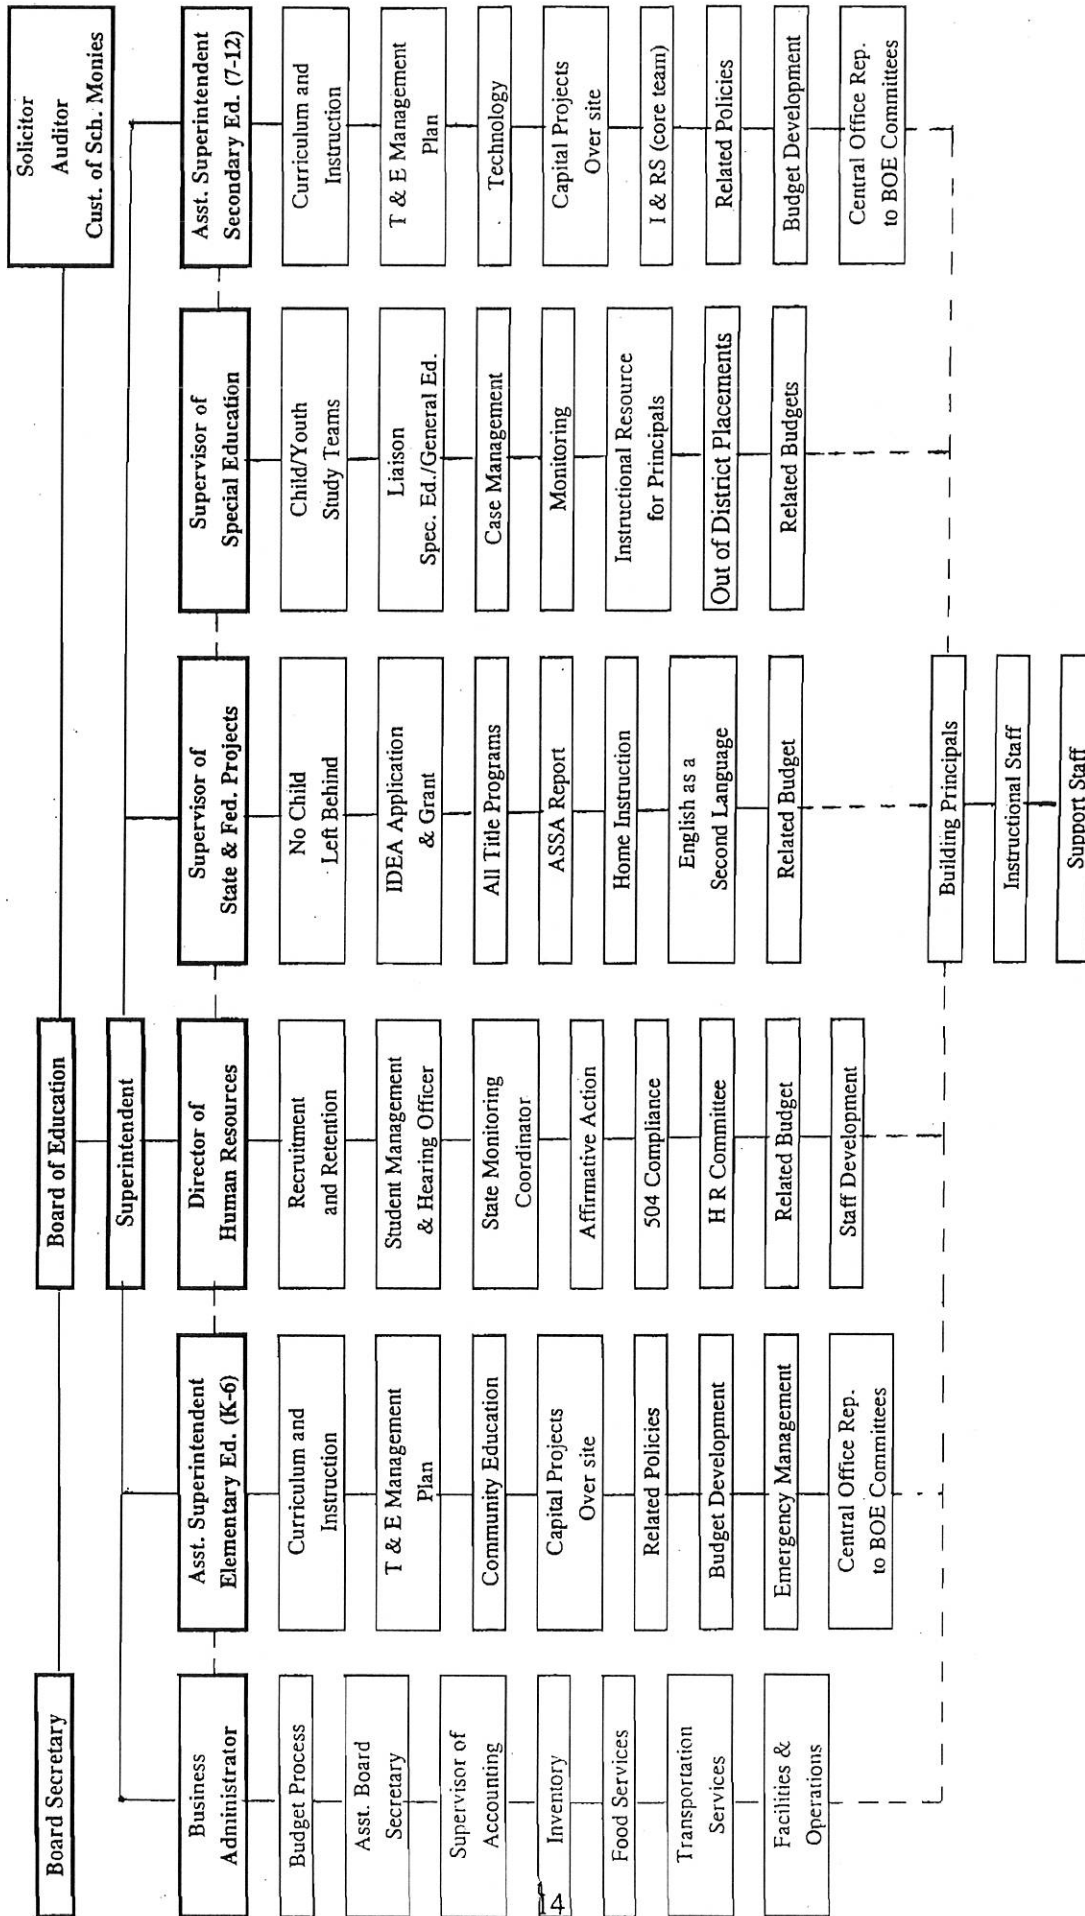 Board Secretary
Board of Education
Solicitor
Auditor
Cust. of Sch. Monies
Superintendent
Business
Administrator
Budget Process
Asst. Board
Secretary
Supervisor of
Accounting
Inventory
Food Services
Transportation
Services
Facilities &
Operations
Asst. Superintendent
Elementary Ed. (K-6)
Curriculum and
Instruction
T & E Management
Plan
Community Education
Capital Projects
Over site
Related Policies
Budget Development
Emergency Management
Central Office Rep.
to BOE Committees
Director of
Human Resources
Recruitment
and Retention
Student Management
& Hearing Officer
State Monitoring
Coordinator
Affirmative Action
504 Compliance
H R Committee
Related Budget
Staff Development
Supervisor of
State & Fed. Projects
No Child
Left Behind
IDEA Application
& Grant
All Title Programs
ASSA Report
Home Instruction
English as a
Second Language
Related Budget
Supervisor of
Special Education
Child/Youth
Study Teams
Liaison
Spec. Ed./General Ed.
Case Management
Monitoring
Instructional Resource
for Principals
Out of District Placements
Related Budgets
Asst. Superintendent
Secondary Ed. (7-12)
Curriculum and
Instruction
T & E Management
Plan
Technology
Capital Projects
Over site
I & RS (core team)
Related Policies
Budget Development
Central Office Rep.
to BOE Committees
Building Principals
Instructional Staff
Support Staff
14